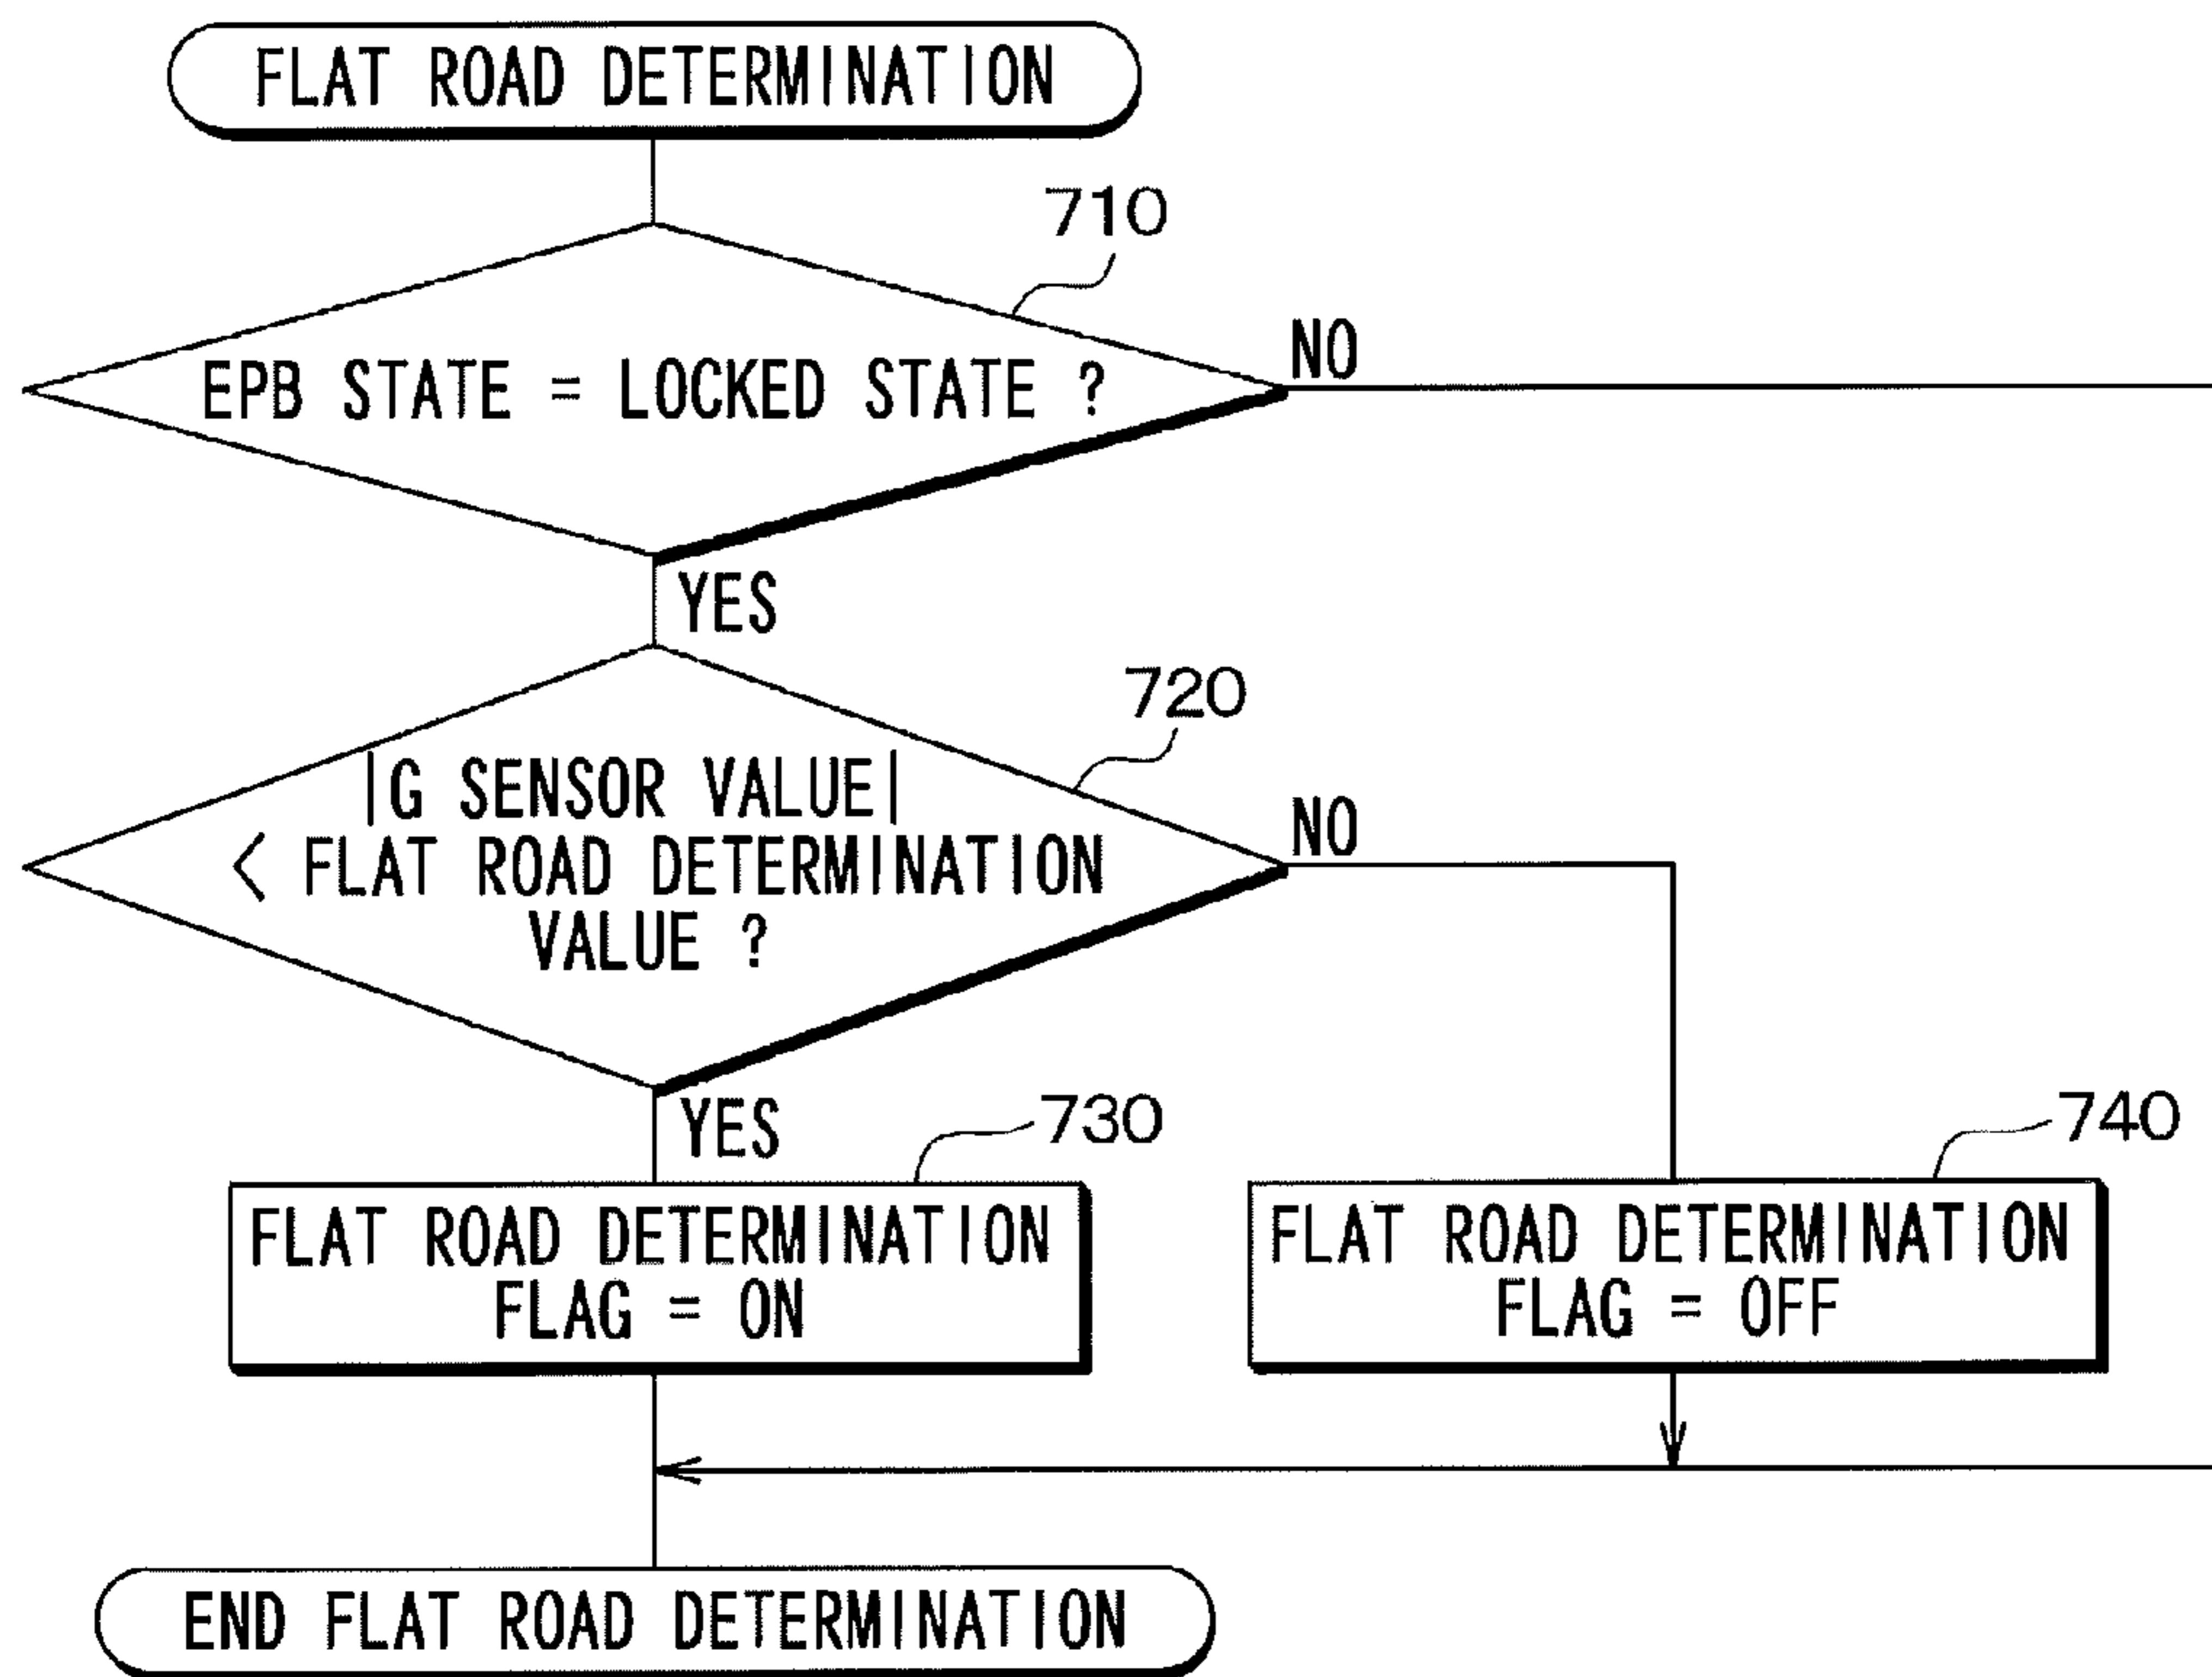 FLAT ROAD DETERMINATION
710
EPB STATE = LOCKED STATE ?
NO
YES
720
|G SENSOR VALUE|
< FLAT ROAD DETERMINATION
VALUE ?
NO
YES
730
FLAT ROAD DETERMINATION
FLAG = ON
740
FLAT ROAD DETERMINATION
FLAG = OFF
END FLAT ROAD DETERMINATION